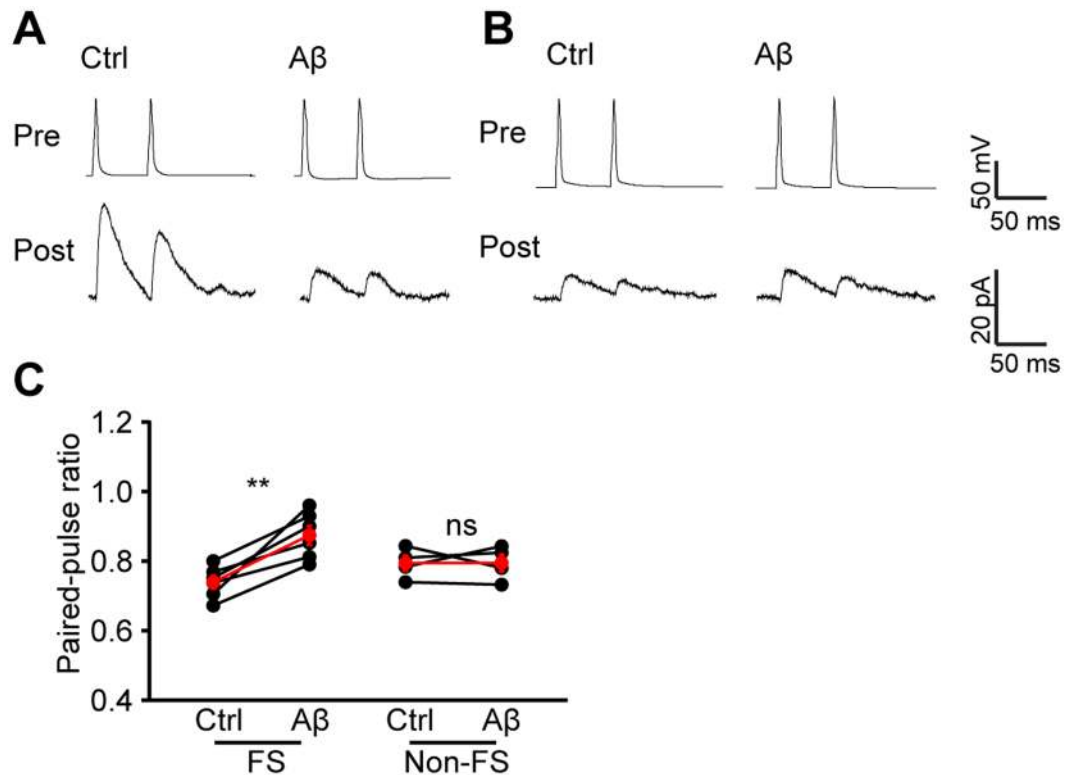 A
B
Ctrl Aβ
Ctrl Aβ
Pre
Pre
50 mV
50 ms
Post
Post
20 pA
50 ms
C
Paired-pulse ratio
1.2
1.0
0.8
0.6
0.4
**
ns
Ctrl Aβ
Ctrl Aβ
FS
Non-FS